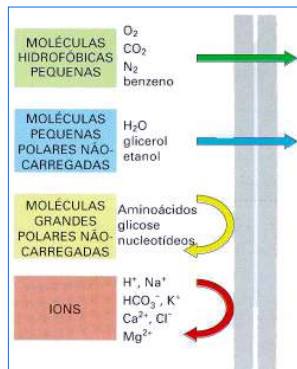 MOLÉCULAS
HIDROFÓBICAS
PEQUENAS
O₂
CO₂
N₂
benzeno
MOLÉCULAS
PEQUENAS
POLARES NÃO-
CARREGADAS
H₂O
glicerol
etanol
MOLÉCULAS
GRANDES
POLARES NÃO-
CARREGADAS
Aminoácidos
glicose
nucleotídeos
IONS
H⁺, Na⁺
HCO₃⁻, K⁺
Ca²⁺, Cl⁻
Mg²⁺